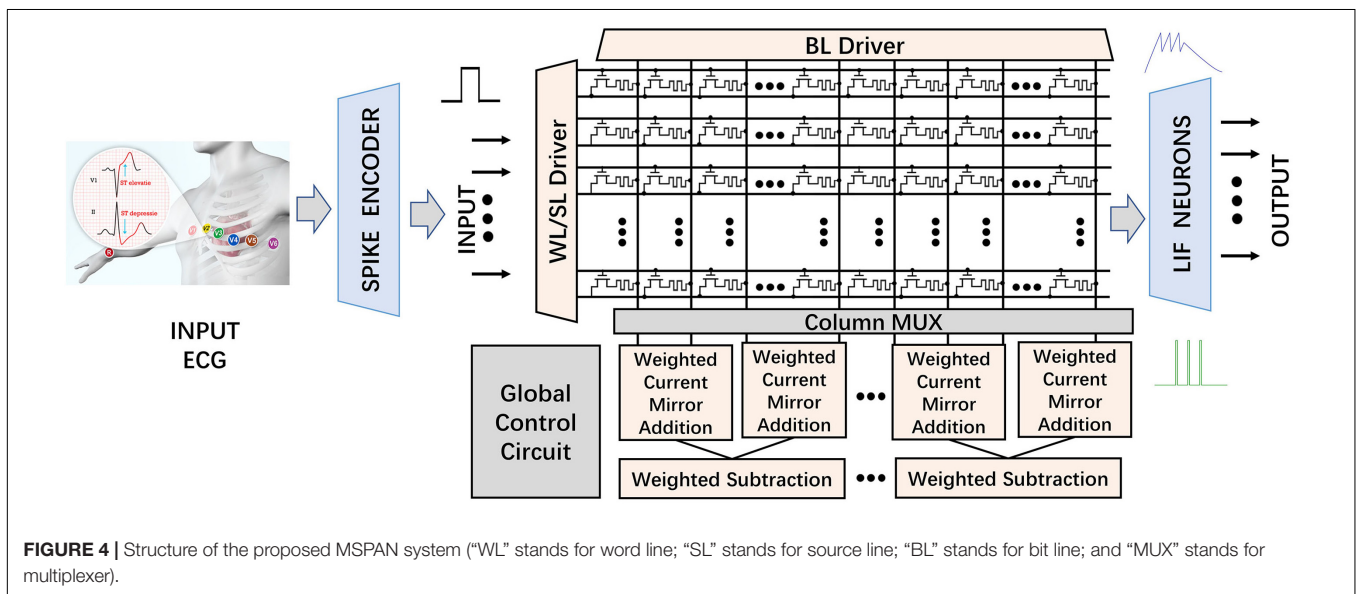 BL Driver
SPIKE ENCODER
INPUT
WL/SL Driver
LIF NEURONS
OUTPUT
V1
ST elevatie
II
ST depressie
R
V1
V2
V3
V4
V5
V6
INPUT
ECG
Column MUX
Global
Control
Circuit
Weighted
Current
Mirror
Addition
Weighted
Current
Mirror
Addition
Weighted
Current
Mirror
Addition
Weighted
Current
Mirror
Addition
Weighted Subtraction
Weighted Subtraction
FIGURE 4 | Structure of the proposed MSPAN system (“WL” stands for word line; “SL” stands for source line; “BL” stands for bit line; and “MUX” stands for
multiplexer).